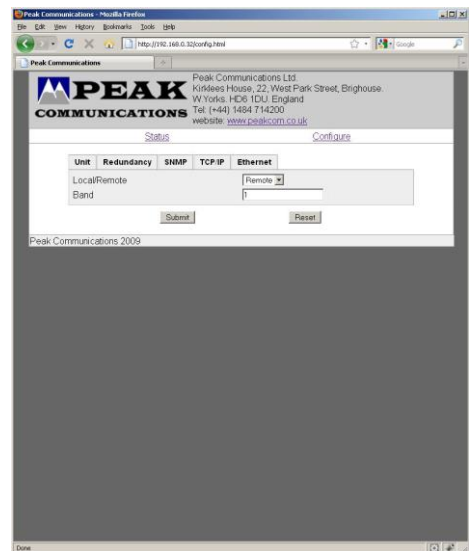 Peak Communications - Mozilla Firefox
File Edit View History Bookmarks Tools Help
http://192.168.0.32/config.html
Google
Peak Communications
PEAK
COMMUNICATIONS
Peak Communications Ltd.
Kirklees House, 22, West Park Street, Brighouse.
W.Yorks. HD6 1DU. England
Tel: (+44) 1484 714200
website: www.peakcom.co.uk
Status Configure
Unit Redundancy SNMP TCP/IP Ethernet
Local/Remote Remote
Band 1
Submit Reset
Peak Communications 2009
Done